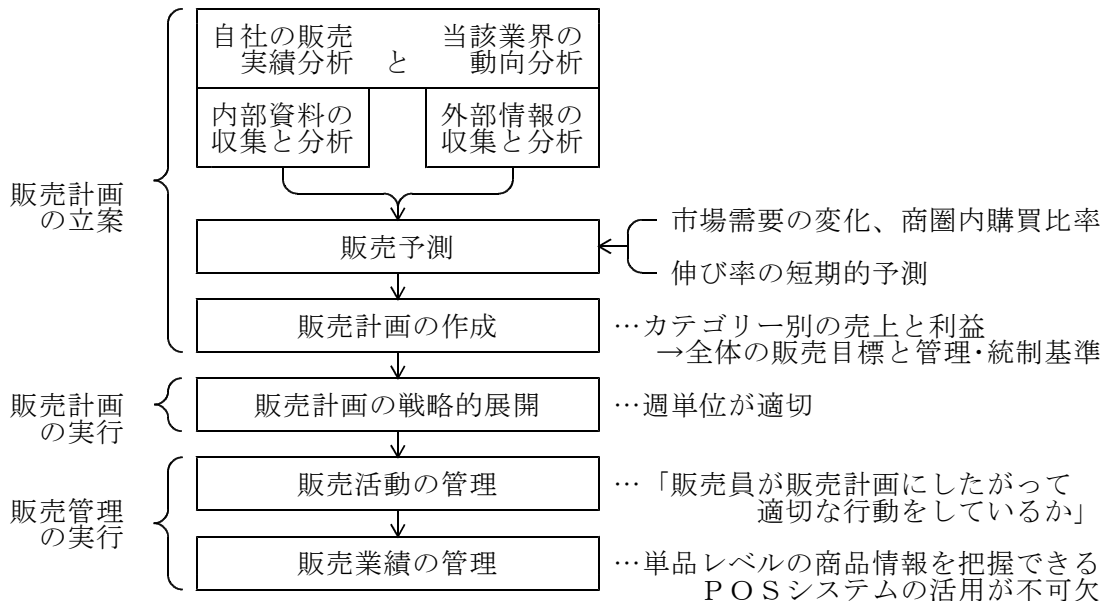 自社の販売
実績分析
と
当該業界の
動向分析
内部資料の
収集と分析
外部情報の
収集と分析
販売計画
の立案
販売予測
市場需要の変化、商圏内購買比率
伸び率の短期的予測
販売計画の作成
…カテゴリー別の売上と利益
→全体の販売目標と管理・統制基準
販売計画
の実行
販売計画の戦略的展開
…週単位が適切
販売管理
の実行
販売活動の管理
…「販売員が販売計画にしたがって
適切な行動をしているか」
販売業績の管理
…単品レベルの商品情報を把握できる
ＰＯＳシステムの活用が不可欠